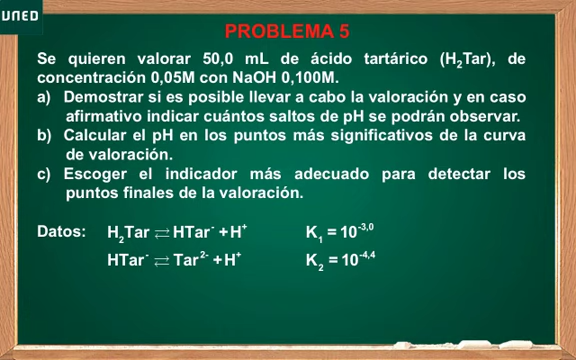 UNED
PROBLEMA 5
Se quieren valorar 50,0 mL de ácido tartárico (H₂Tar), de
concentración 0,05M con NaOH 0,100M.
a) Demostrar si es posible llevar a cabo la valoración y en caso
afirmativo indicar cuántos saltos de pH se podrán observar.
b) Calcular el pH en los puntos más significativos de la curva
de valoración.
c) Escoger el indicador más adecuado para detectar los
puntos finales de la valoración.
Datos: H₂Tar ⇌ HTar⁻ + H⁺ K₁ = 10⁻³,⁰
HTar⁻ ⇌ Tar²⁻ + H⁺ K₂ = 10⁻⁴,⁴